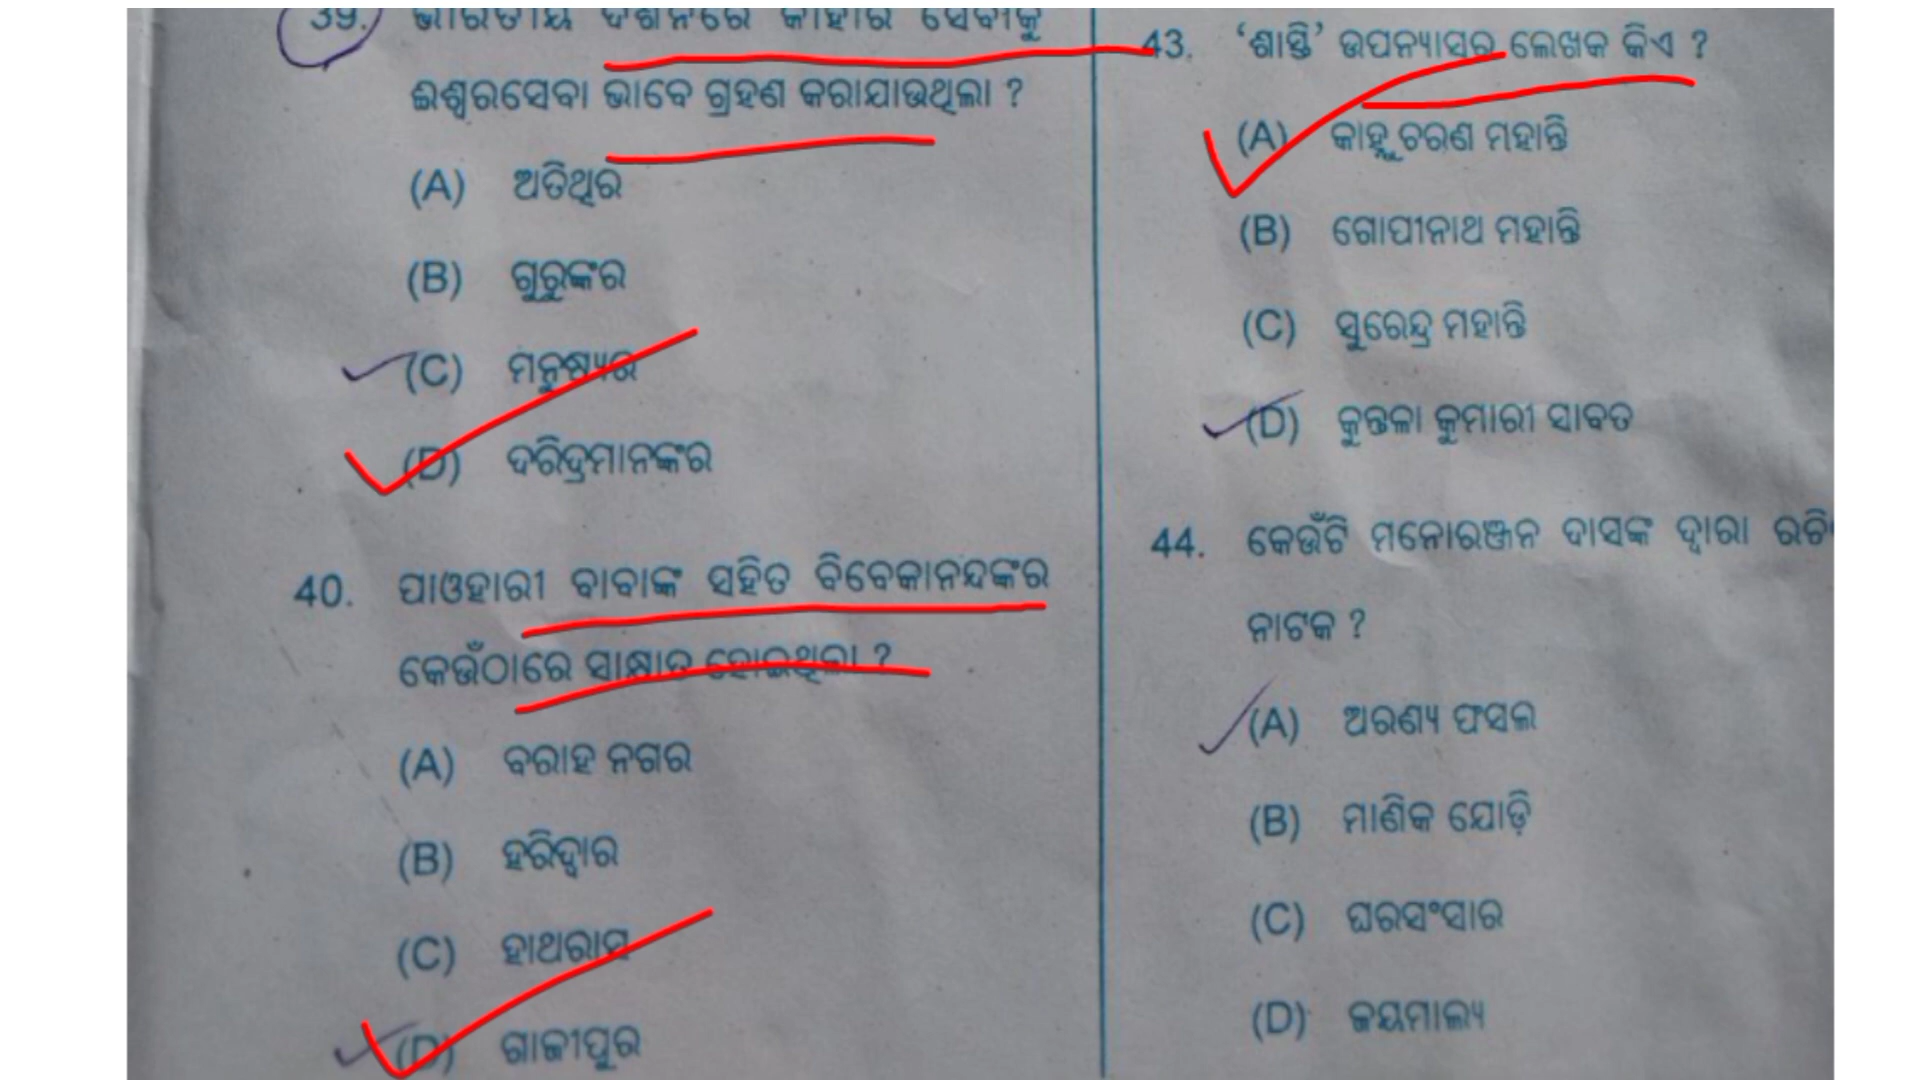 39. ଭାରତୀୟ ଦର୍ଶନରେ କାହାର ସେବାକୁ
ଈଶ୍ୱରସେବା ଭାବେ ଗ୍ରହଣ କରାଯାଉଥିଲା ?
(A) ଅତିଥିର
(B) ଗୁରୁଙ୍କର
(C) ମନୁଷ୍ୟର
(D) ଦରିଦ୍ରମାନଙ୍କର
40. ପାଓହାରୀ ବାବାଙ୍କ ସହିତ ବିବେକାନନ୍ଦଙ୍କର
କେଉଁଠାରେ ସାକ୍ଷାତ ହୋଇଥିଲା ?
(A) ବରାହ ନଗର
(B) ହରିଦ୍ୱାର
(C) ହାଥରାସ
(D) ଗାଜୀପୁର
43. ‘ଶାସ୍ତି’ ଉପନ୍ୟାସର ଲେଖକ କିଏ ?
(A) କାହ୍ନୁଚରଣ ମହାନ୍ତି
(B) ଗୋପୀନାଥ ମହାନ୍ତି
(C) ସୁରେନ୍ଦ୍ର ମହାନ୍ତି
(D) କୁନ୍ତଳା କୁମାରୀ ସାବତ
44. କେଉଁଟି ମନୋରଞ୍ଜନ ଦାସଙ୍କ ଦ୍ୱାରା
ନାଟକ ?
(A) ଅରଣ୍ୟ ଫସଲ
(B) ମାଣିକ ଯୋଡ଼ି
(C) ଘରସଂସାର
(D) ଜୟମାଲ୍ୟ